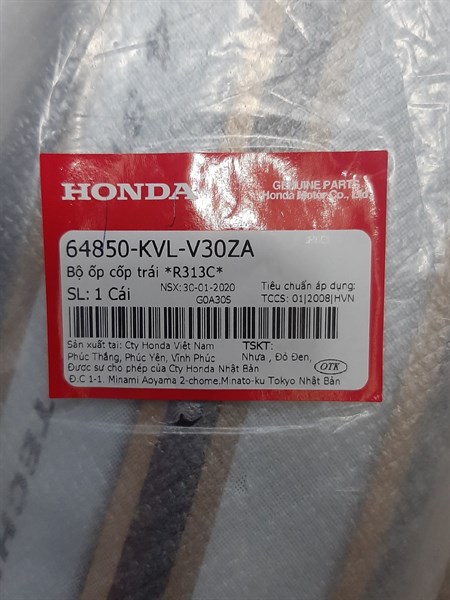 HONDA
GENUINE PARTS
Honda Motor Co., Ltd.
64850-KVL-V30ZA
Bộ ốp cốp trái *R313C*
SL: 1 Cái
NSX:30-01-2020
G0A30S
Tiêu chuẩn áp dụng:
TCCS: 01|2008|HVN
Sản xuất tại: Cty Honda Việt Nam
Phúc Thắng, Phúc Yên, Vĩnh Phúc
Được sự cho phép của Cty Honda Nhật Bản
Đ.C 1-1. Minami Aoyama 2-chome.Minato-ku Tokyo Nhật Bản
TSKT:
Nhựa , Đỏ Đen,
OTK
TECH